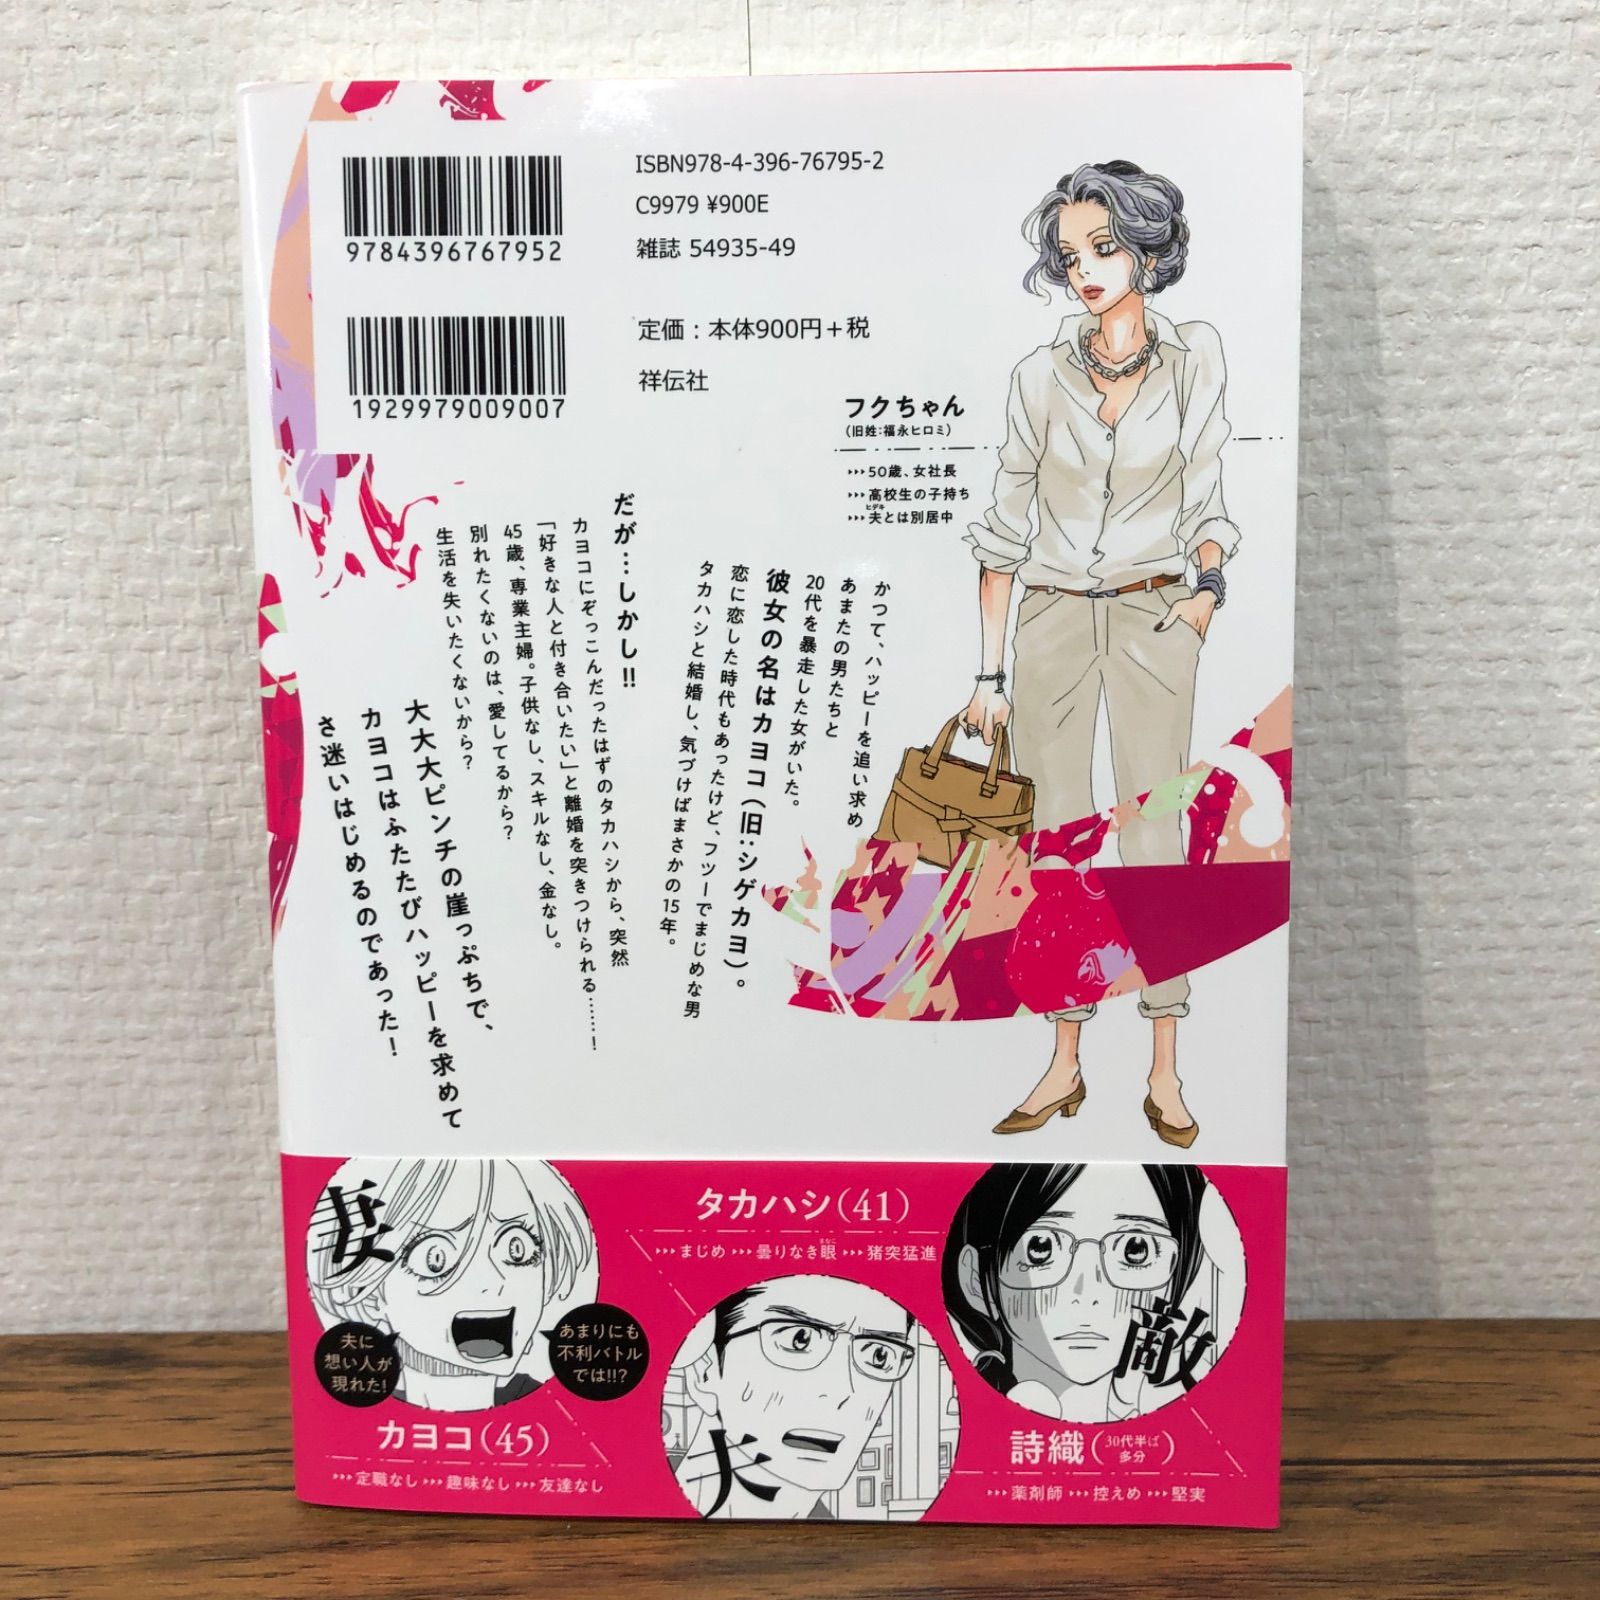 ISBN978-4-396-76795-2
C9979 ¥900E
雑誌 54935-49
9784396767952
定価：本体900円＋税
祥伝社
1929979009007
フクちゃん
（旧姓：福永ヒロミ）
50歳、女社長
高校生の子持ち
ヒデキ
夫とは別居中
かつて、ハッピーを追い求め
あまたの男たちと
20代を暴走した女がいた。
彼女の名はカヨコ（旧：シゲカヨ）。
恋に恋した時代もあったけど、フツーでまじめな男
タカハシと結婚し、気づけばまさかの15年。
だが…しかし!!
カヨコにぞっこんだったはずのタカハシから、突然
「好きな人と付き合いたい」と離婚を突きつけられる……！
45歳、専業主婦。子供なし、スキルなし、金なし。
別れたくないのは、愛してるから？
生活を失いたくないから？
大大大ピンチの崖っぷちで、
カヨコはふたたびハッピーを求めて
さ迷いはじめるのであった！
妻
夫に
想い人が
現れた！
あまりにも
不利バトル
では!!?
カヨコ（45）
定職なし 趣味なし 友達なし
タカハシ（41）
まなこ
まじめ 曇りなき眼 猪突猛進
夫
敵
詩織（30代半ば 多分）
薬剤師 控えめ 堅実